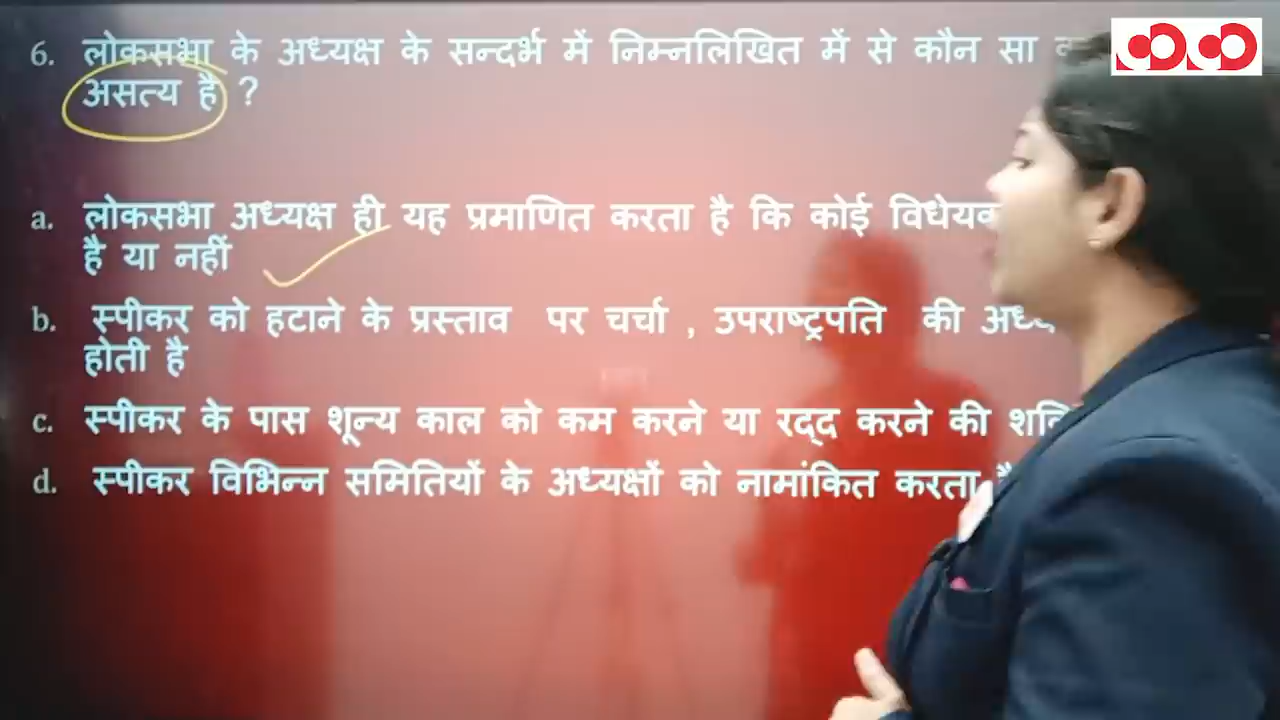 6. लोकसभा के अध्यक्ष के सन्दर्भ में निम्नलिखित में से कौन सा
असत्य है ?
a. लोकसभा अध्यक्ष ही यह प्रमाणित करता है कि कोई
है या नहीं
b. स्पीकर को हटाने के प्रस्ताव पर चर्चा , उपराष्ट्रपति की
होती है
c. स्पीकर के पास शून्य काल को कम करने या रद्द करने की
d. स्पीकर विभिन्न समितियों के अध्यक्षों को नामांकित करता